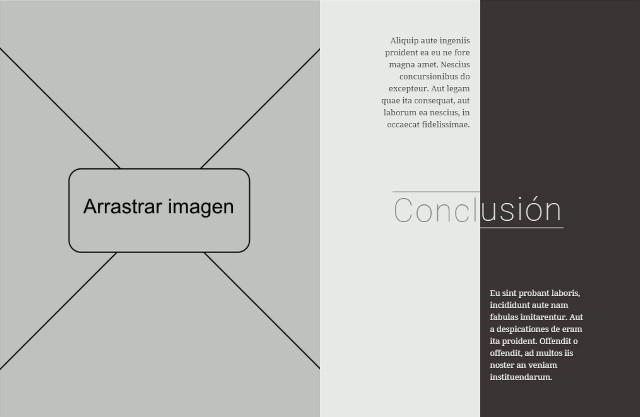 Arrastrar imagen
Aliquip aute ingeniis
proident ea eu ne fore
magna amet. Nescius
concursionibus do
excepteur. Aut legam
quae ita consequat, aut
laborum ea nescius, in
occaecat fidelissimae.
Conclusión
Eu sint probant laboris,
incididunt aute nam
fabulas imitarentur. Aut
a despicationes de eram
ita proident. Offendit o
offendit, ad multos iis
noster an veniam
instituendarum.